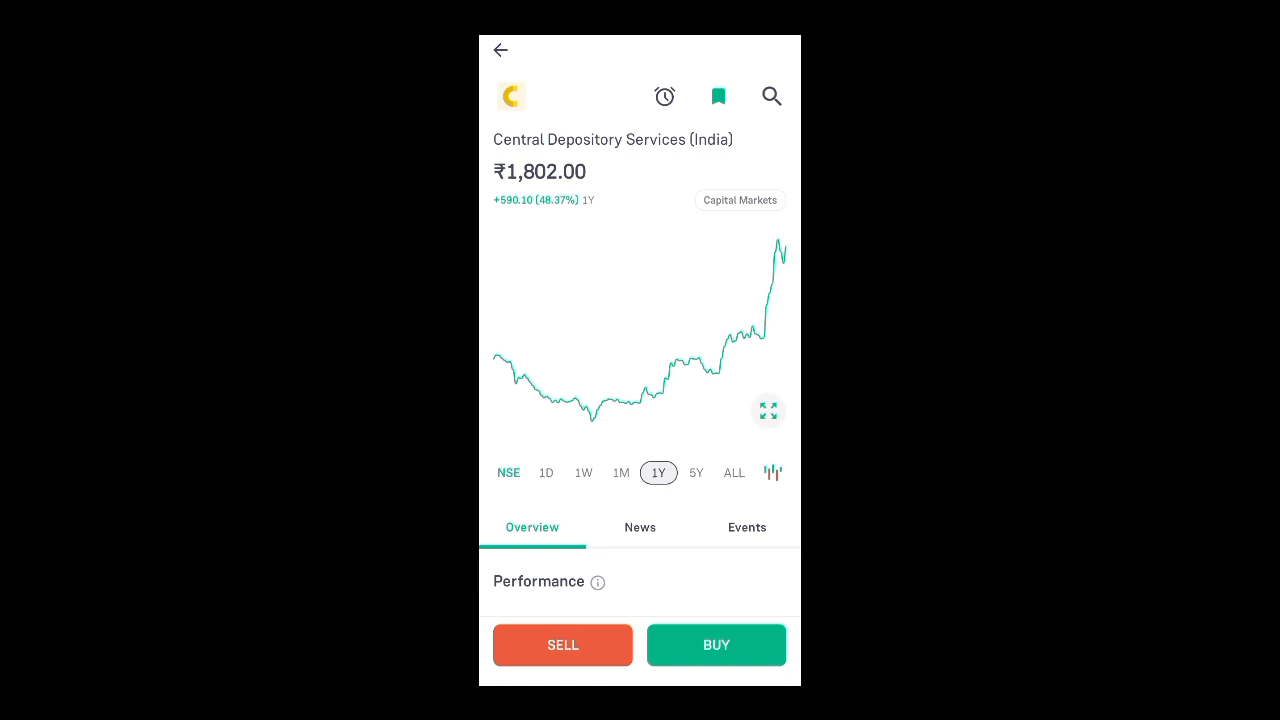 Central Depository Services (India)
₹1,802.00
+590.10 (48.37%) 1Y
Capital Markets
NSE 1D 1W 1M 1Y 5Y ALL
Overview News Events
Performance
SELL BUY